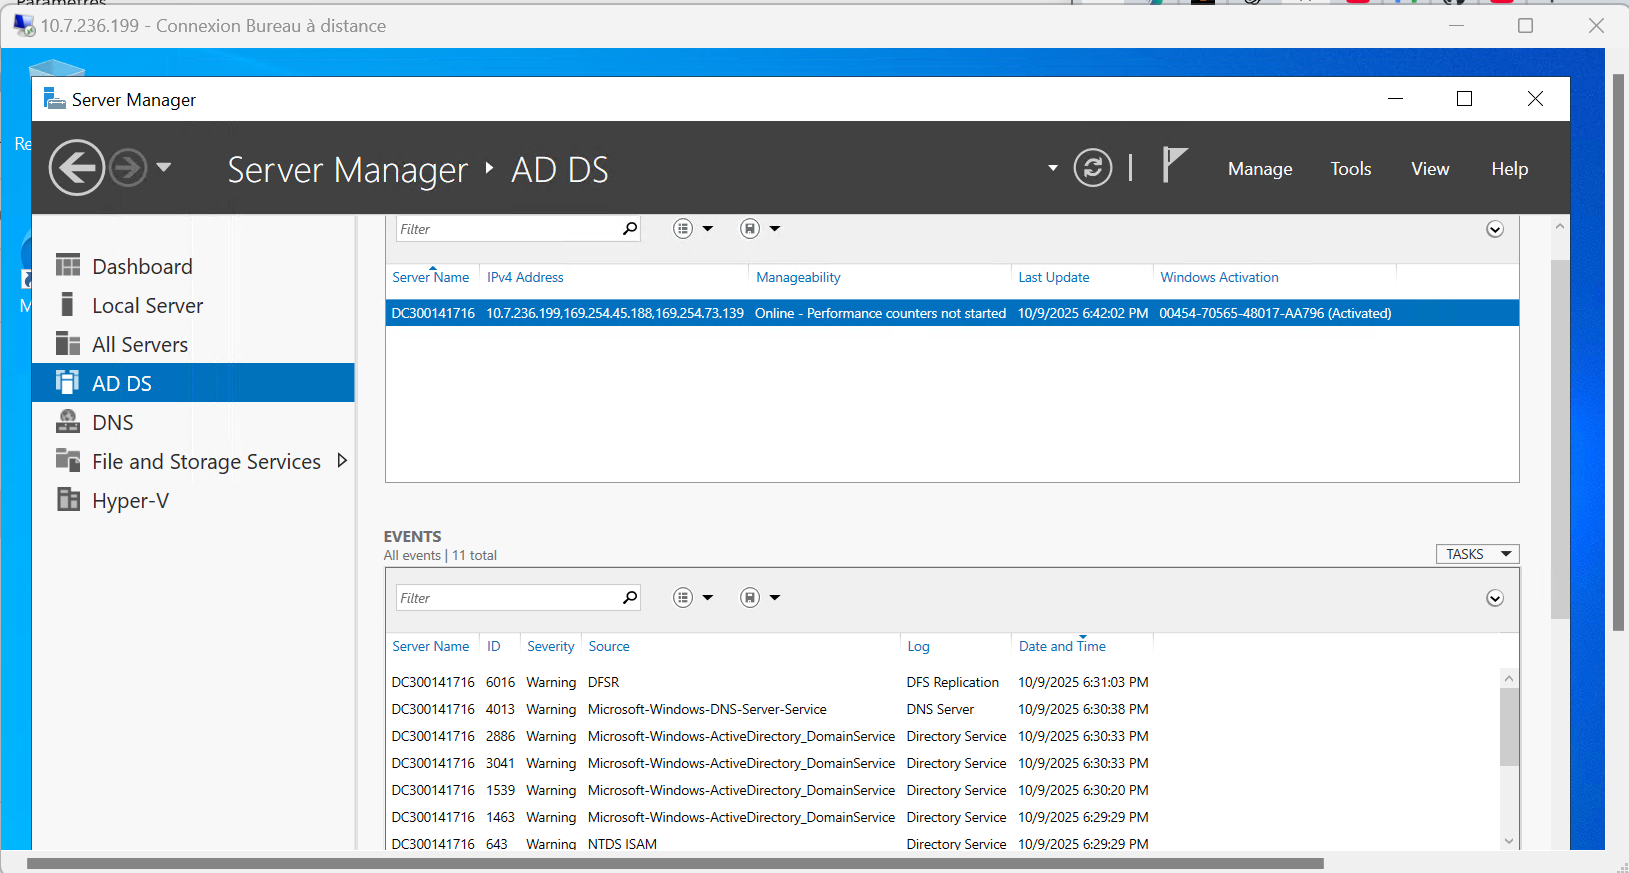 Paramètres
10.7.236.199 - Connexion Bureau à distance
Re
Server Manager
Server Manager ‣ AD DS
Manage Tools View Help
Dashboard
Local Server
All Servers
AD DS
DNS
File and Storage Services
Hyper-V
M
Filter
Server Name IPv4 Address Manageability Last Update Windows Activation
DC300141716 10.7.236.199,169.254.45.188,169.254.73.139 Online - Performance counters not started 10/9/2025 6:42:02 PM 00454-70565-48017-AA796 (Activated)
EVENTS
All events | 11 total
TASKS
Filter
Server Name ID Severity Source Log Date and Time
DC300141716 6016 Warning DFSR DFS Replication 10/9/2025 6:31:03 PM
DC300141716 4013 Warning Microsoft-Windows-DNS-Server-Service DNS Server 10/9/2025 6:30:38 PM
DC300141716 2886 Warning Microsoft-Windows-ActiveDirectory_DomainService Directory Service 10/9/2025 6:30:33 PM
DC300141716 3041 Warning Microsoft-Windows-ActiveDirectory_DomainService Directory Service 10/9/2025 6:30:33 PM
DC300141716 1539 Warning Microsoft-Windows-ActiveDirectory_DomainService Directory Service 10/9/2025 6:30:20 PM
DC300141716 1463 Warning Microsoft-Windows-ActiveDirectory_DomainService Directory Service 10/9/2025 6:29:29 PM
DC300141716 643 Warning NTDS ISAM Directory Service 10/9/2025 6:29:29 PM